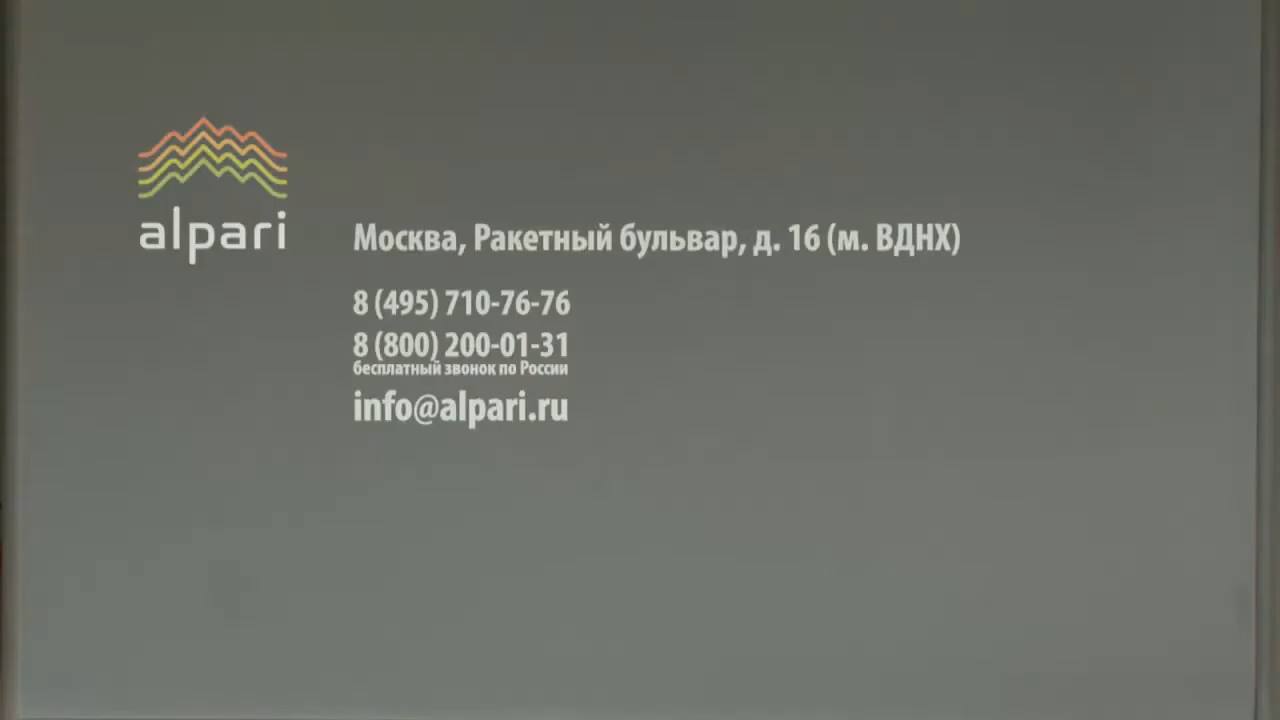 alpari
Москва, Ракетный бульвар, д. 16 (м. ВДНХ)
8 (495) 710-76-76
8 (800) 200-01-31
бесплатный звонок по России
info@alpari.ru